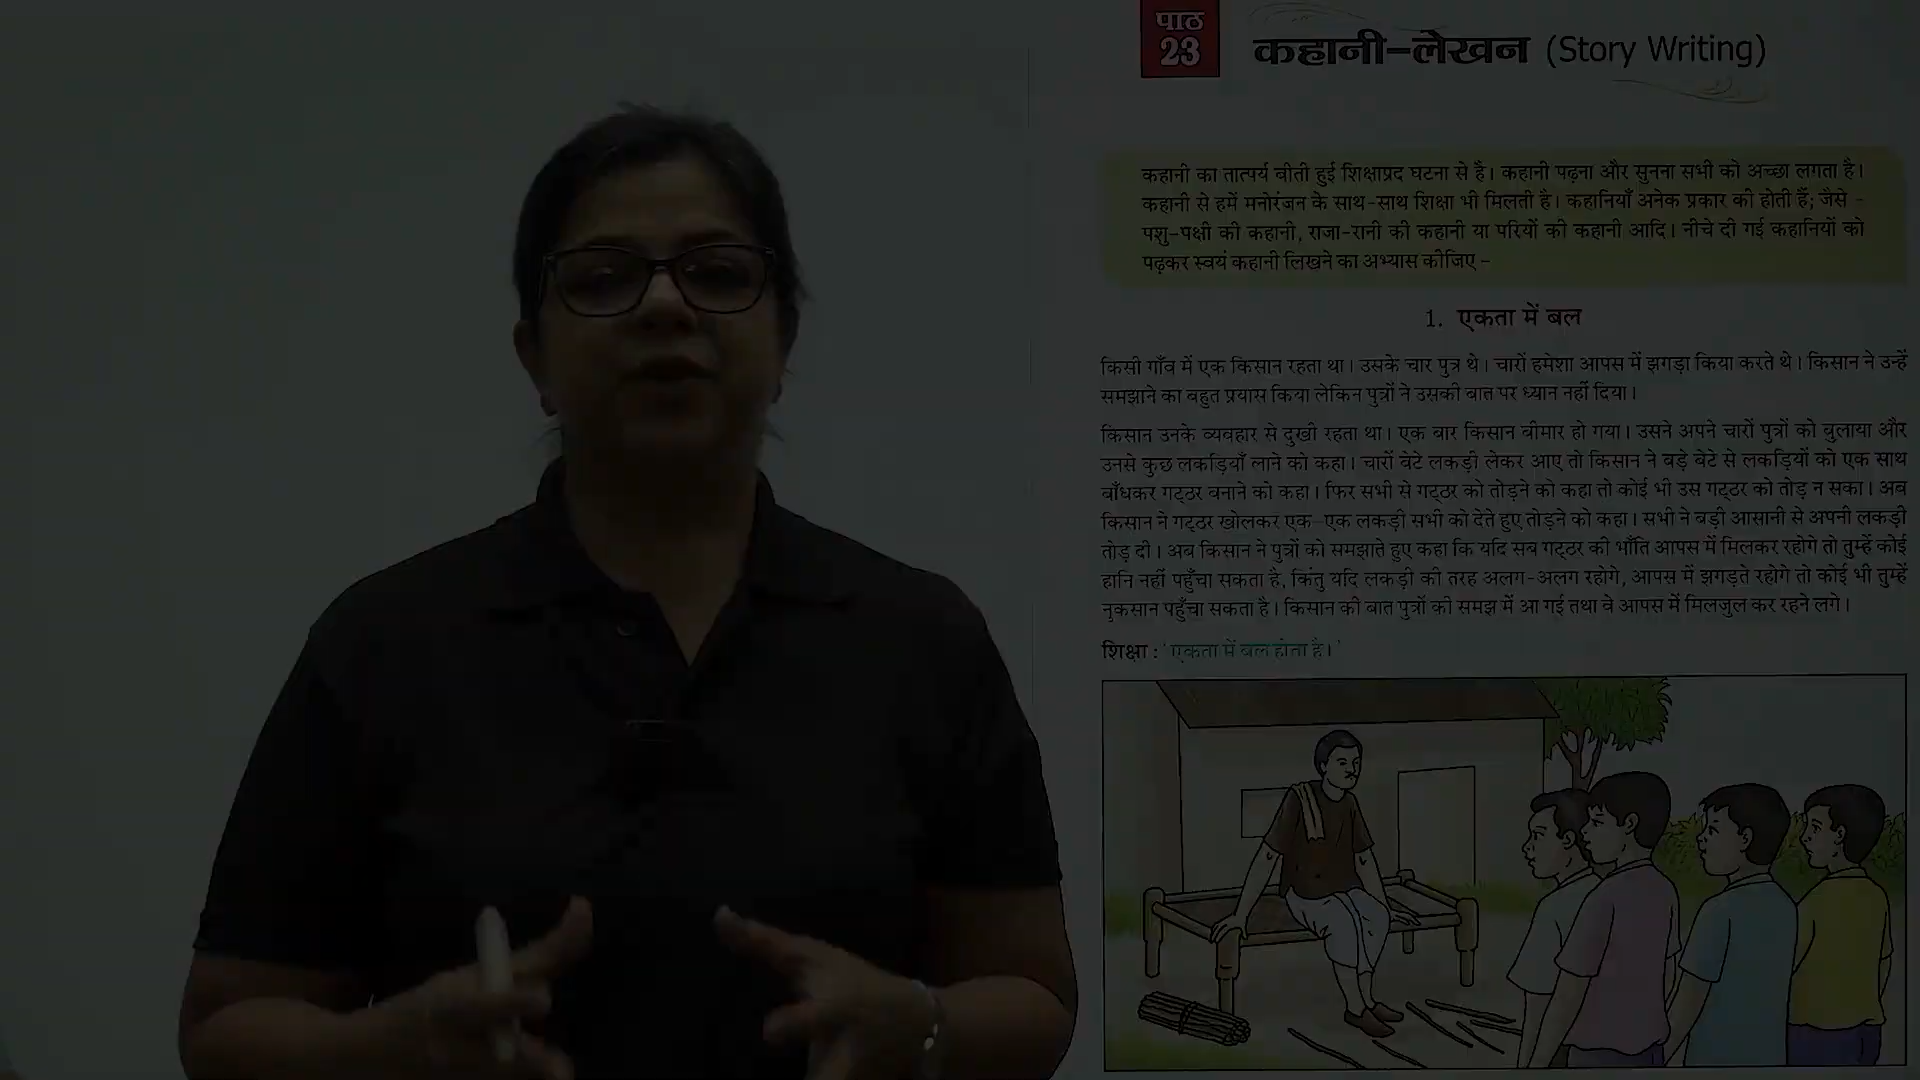 पाठ
23
कहानी-लेखन (Story Writing)
कहानी का तात्पर्य बीती हुई शिक्षाप्रद घटना से है। कहानी पढ़ना और सुनना सभी को अच्छा लगता है।
कहानी से हमें मनोरंजन के साथ-साथ शिक्षा भी मिलती है। कहानियाँ अनेक प्रकार की होती हैं; जैसे -
पशु-पक्षी की कहानी, राजा-रानी की कहानी या परियों की कहानी आदि। नीचे दी गई कहानियों को
पढ़कर स्वयं कहानी लिखने का अभ्यास कीजिए -
1. एकता में बल
किसी गाँव में एक किसान रहता था। उसके चार पुत्र थे। चारों हमेशा आपस में झगड़ा किया करते थे। किसान ने उन्हें
समझाने का बहुत प्रयास किया लेकिन पुत्रों ने उसकी बात पर ध्यान नहीं दिया।
किसान उनके व्यवहार से दुखी रहता था। एक बार किसान बीमार हो गया। उसने अपने चारों पुत्रों को बुलाया और
उनसे कुछ लकड़ियाँ लाने को कहा। चारों बेटे लकड़ी लेकर आए तो किसान ने बड़े बेटे से लकड़ियों को एक साथ
बाँधकर गट्ठर बनाने को कहा। फिर सभी से गट्ठर को तोड़ने को कहा तो कोई भी उस गट्ठर को तोड़ न सका। अब
किसान ने गट्ठर खोलकर एक-एक लकड़ी सभी को देते हुए तोड़ने को कहा। सभी ने बड़ी आसानी से अपनी लकड़ी
तोड़ दी। अब किसान ने पुत्रों को समझाते हुए कहा कि यदि सब गट्ठर की भाँति आपस में मिलकर रहोगे तो तुम्हें कोई
हानि नहीं पहुँचा सकता है, किंतु यदि लकड़ी की तरह अलग-अलग रहोगे, आपस में झगड़ते रहोगे तो कोई भी तुम्हें
नुकसान पहुँचा सकता है। किसान की बात पुत्रों की समझ में आ गई तथा वे आपस में मिलजुल कर रहने लगे।
शिक्षा : 'एकता में बल होता है।'